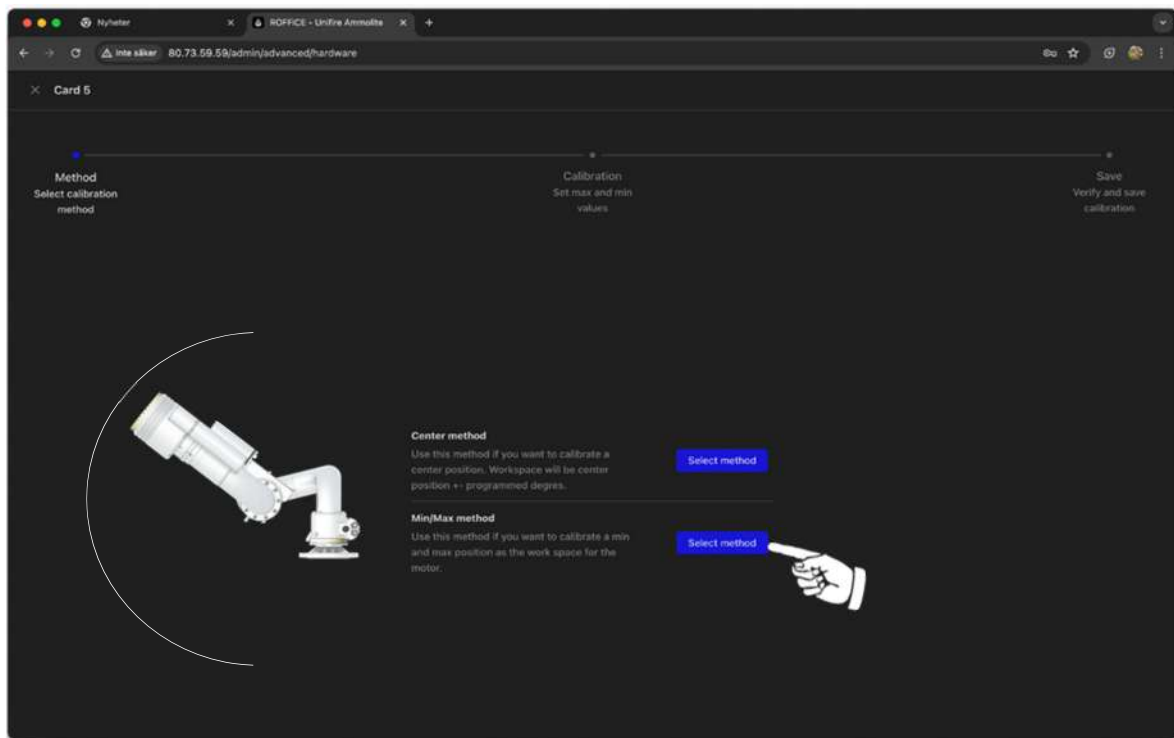 Nyheter
ROFFICE - Unifire Ammolite
Inte säker 80.73.59.59/admin/advanced/hardware
Card 5
Method
Select calibration
method
Calibration
Set max and min
values
Save
Verify and save
calibration
Center method
Use this method if you want to calibrate a
center position. Workspace will be center
position +- programmed degres.
Select method
Min/Max method
Use this method if you want to calibrate a min
and max position as the work space for the
motor.
Select method